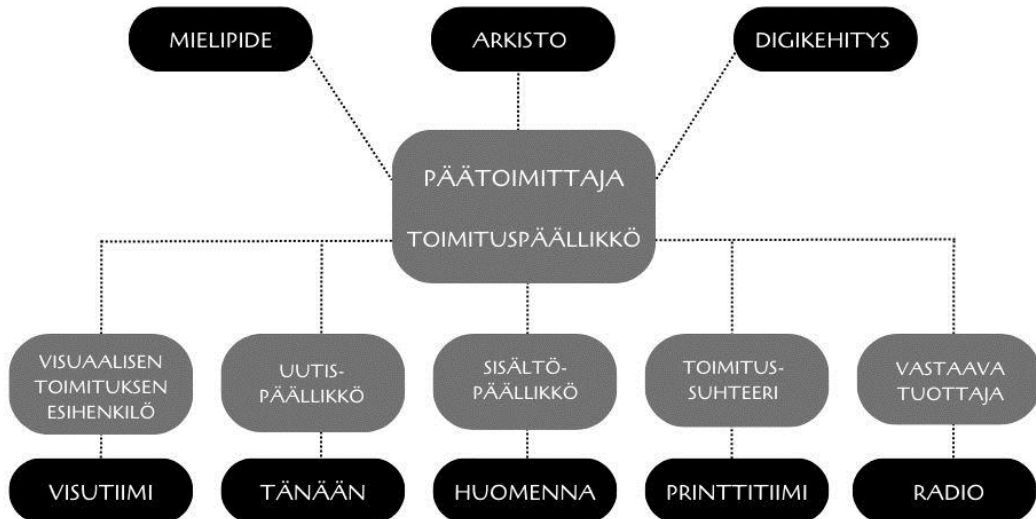 MIELIPIDE
ARKISTO
DIGIKEHITYS
PÄÄTOIMITTAJA
TOIMITUSPÄÄLLIKKÖ
VISUAALISEN
TOIMITUKSEN
ESIHENKILÖ
UUTIS-
PÄÄLLIKKÖ
SISÄLTÖ-
PÄÄLLIKKÖ
TOIMITUS-
SUHTEERI
VASTAAVA
TUOTTAJA
VISUTIIMI
TÄNÄÄN
HUOMENNA
PRINTTITIIMI
RADIO